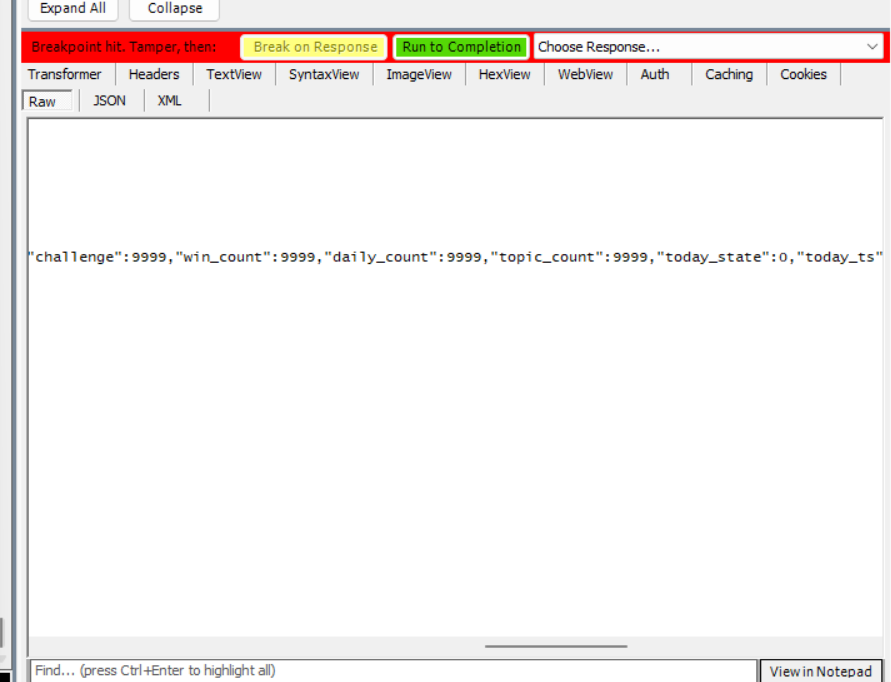 Expand All Collapse
Breakpoint hit. Tamper, then: Break on Response Run to Completion Choose Response...
Transformer Headers TextView SyntaxView ImageView HexView WebView Auth Caching Cookies
Raw JSON XML
"challenge":9999,"win_count":9999,"daily_count":9999,"topic_count":9999,"today_state":0,"today_ts"
Find... (press Ctrl+Enter to highlight all) View in Notepad